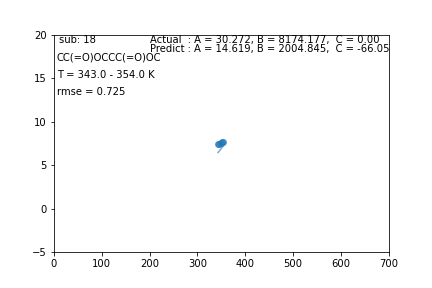 sub: 18
Actual : A = 30.272, B = 8174.177, C = 0.00
Predict : A = 14.619, B = 2004.845, C = -66.05
CC(=O)OCCC(=O)OC
T = 343.0 - 354.0 K
rmse = 0.725
20
15
10
5
0
−5
0 100 200 300 400 500 600 700